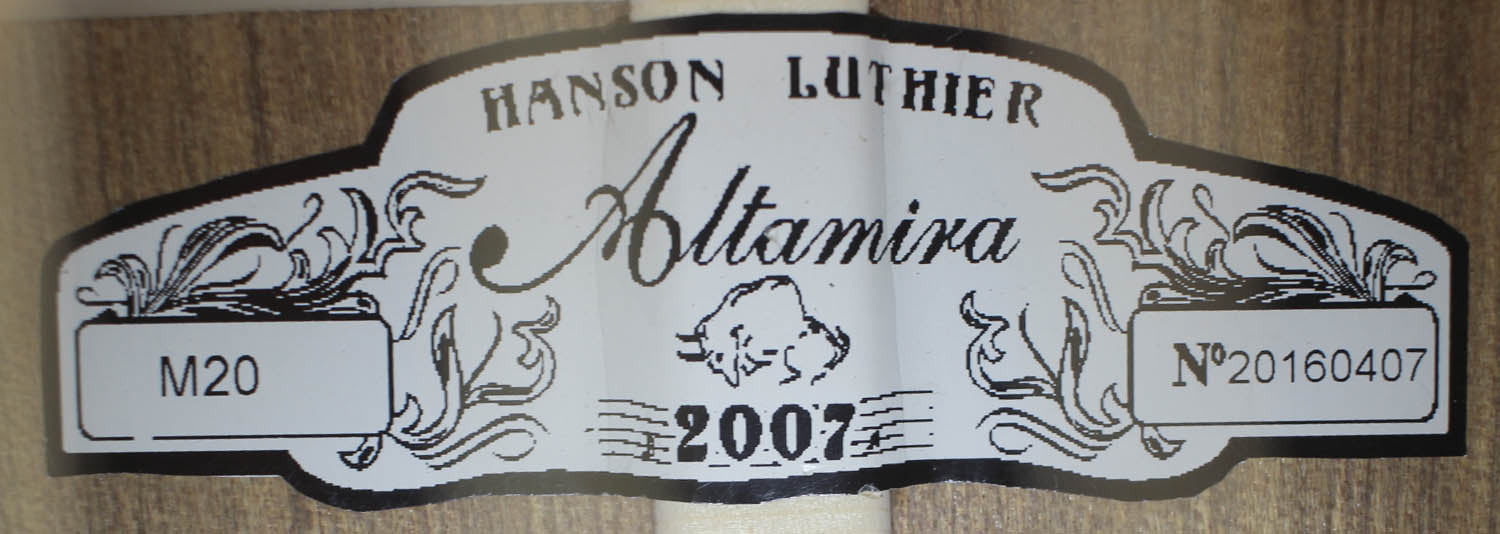 HANSON LUTHIER
Altamira
M20
Nº20160407
2007